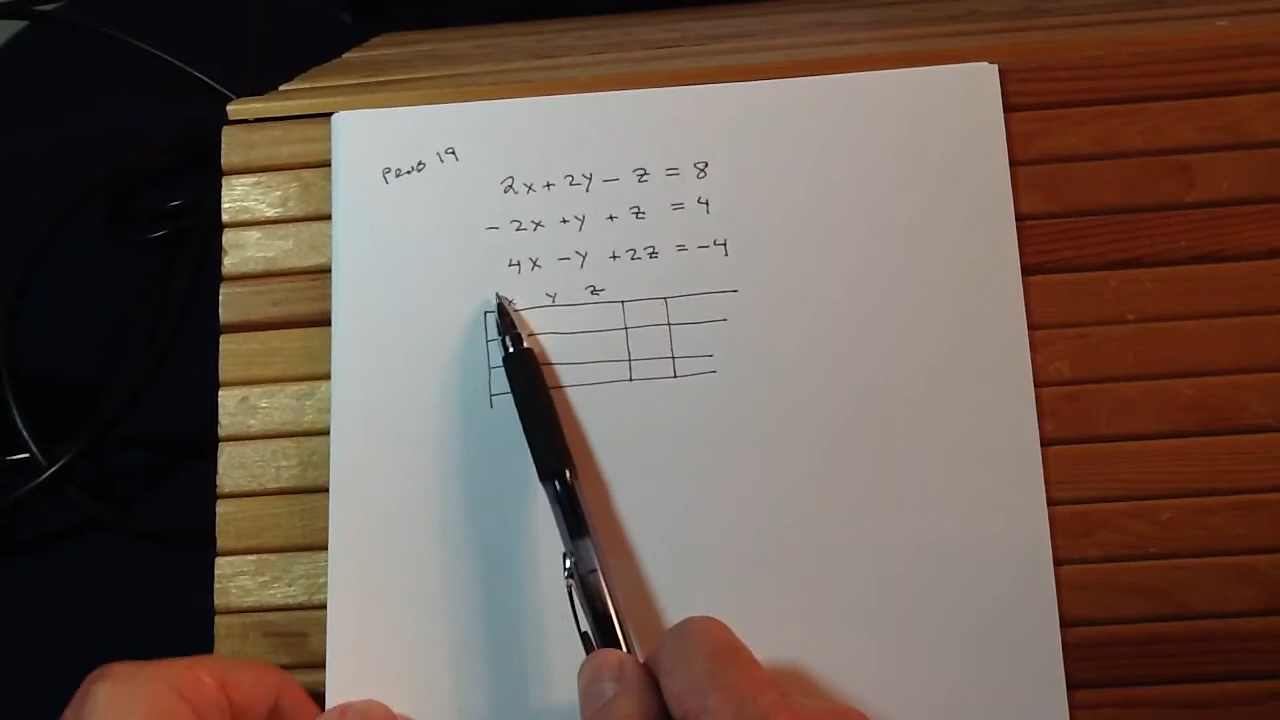 PROB 19
2x + 2y - z = 8
- 2x + y + z = 4
4x - y + 2z = -4
x y z